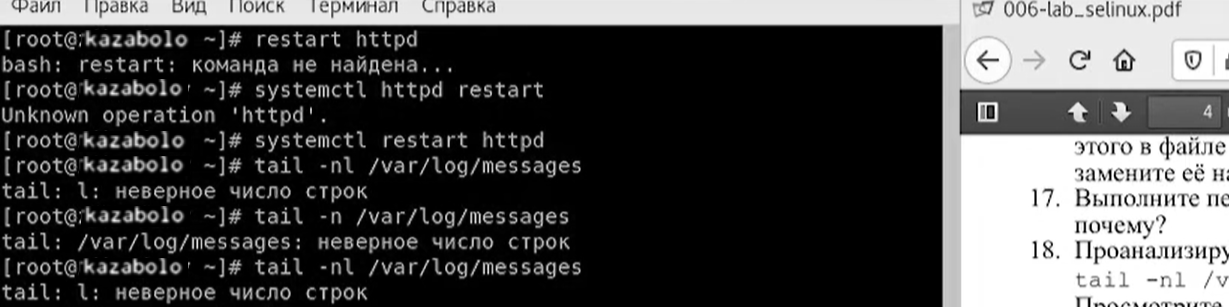 Файл Правка Вид Поиск Терминал Справка
[root@kazabolo ~]# restart httpd
bash: restart: команда не найдена...
[root@kazabolo ~]# systemctl httpd restart
Unknown operation 'httpd'.
[root@kazabolo ~]# systemctl restart httpd
[root@kazabolo ~]# tail -nl /var/log/messages
tail: l: неверное число строк
[root@kazabolo ~]# tail -n /var/log/messages
tail: /var/log/messages: неверное число строк
[root@kazabolo ~]# tail -nl /var/log/messages
tail: l: неверное число строк
006-lab_selinux.pdf
4
этого в файле
замените её на
17. Выполните пе
почему?
18. Проанализиру
tail -nl /v
Просмотрите